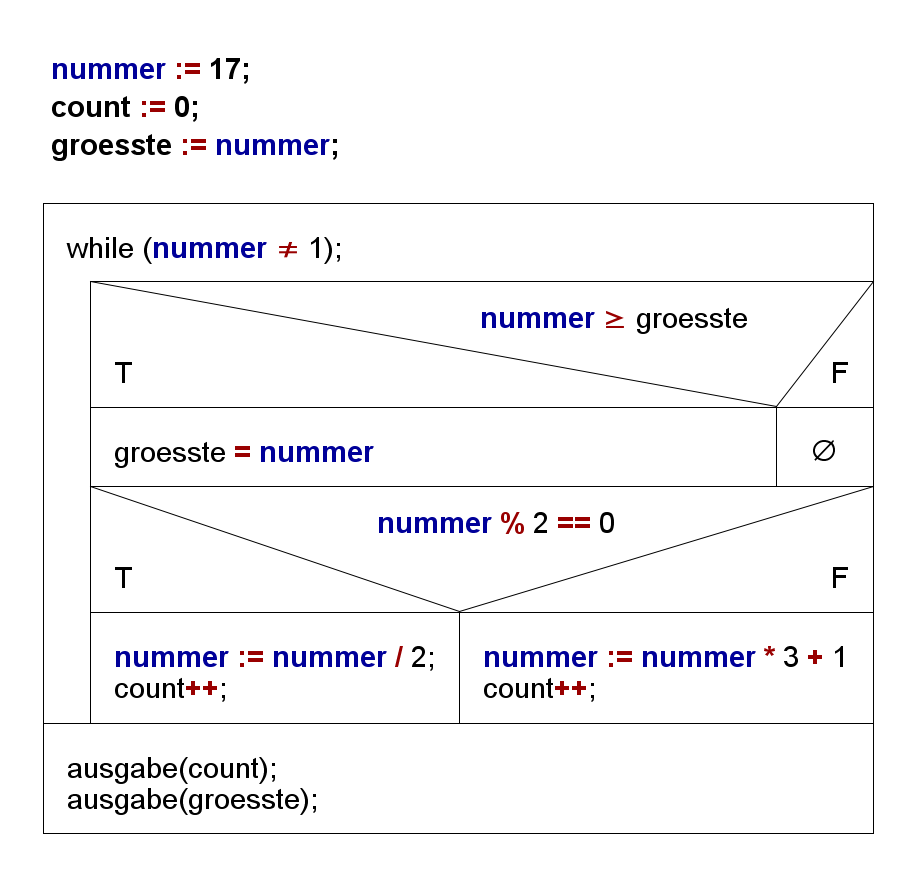 nummer := 17;
count := 0;
groesste := nummer;
while (nummer ≠ 1);
nummer ≥ groesste
T F
groesste = nummer ∅
nummer % 2 == 0
T F
nummer := nummer / 2; nummer := nummer * 3 + 1
count++; count++;
ausgabe(count);
ausgabe(groesste);